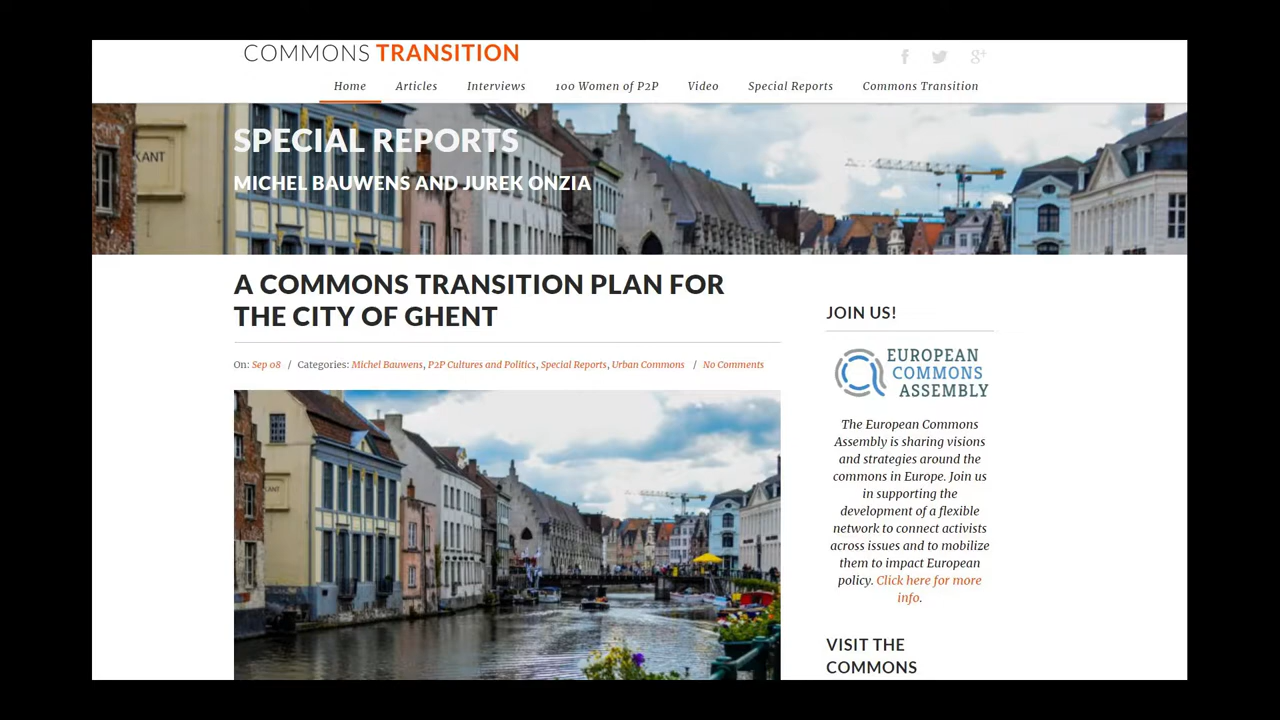 COMMONS TRANSITION
Home Articles Interviews 100 Women of P2P Video Special Reports Commons Transition
KANT
SPECIAL REPORTS
MICHEL BAUWENS AND JUREK ONZIA
A COMMONS TRANSITION PLAN FOR
THE CITY OF GHENT
On: Sep 08 / Categories: Michel Bauwens, P2P Cultures and Politics, Special Reports, Urban Commons / No Comments
KANT
JOIN US!
EUROPEAN
COMMONS
ASSEMBLY
The European Commons
Assembly is sharing visions
and strategies around the
commons in Europe. Join us
in supporting the
development of a flexible
network to connect activists
across issues and to mobilize
them to impact European
policy. Click here for more
info.
VISIT THE
COMMONS